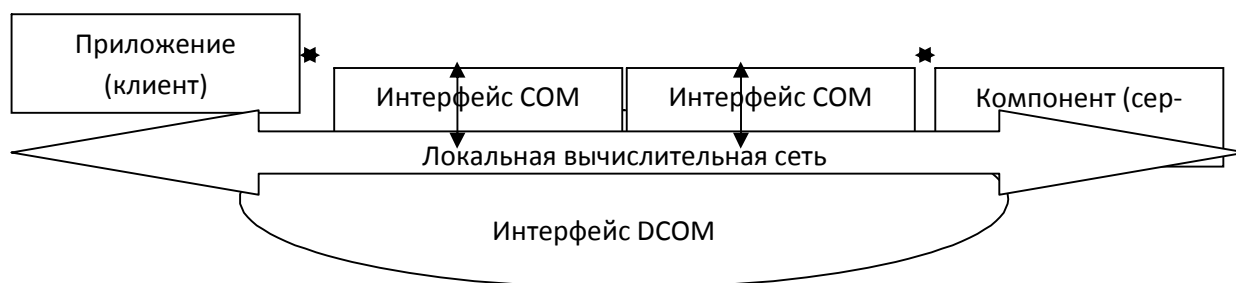 Приложение
(клиент)
Интерфейс COM
Интерфейс COM
Компонент (сер-
Локальная вычислительная сеть
Интерфейс DCOM